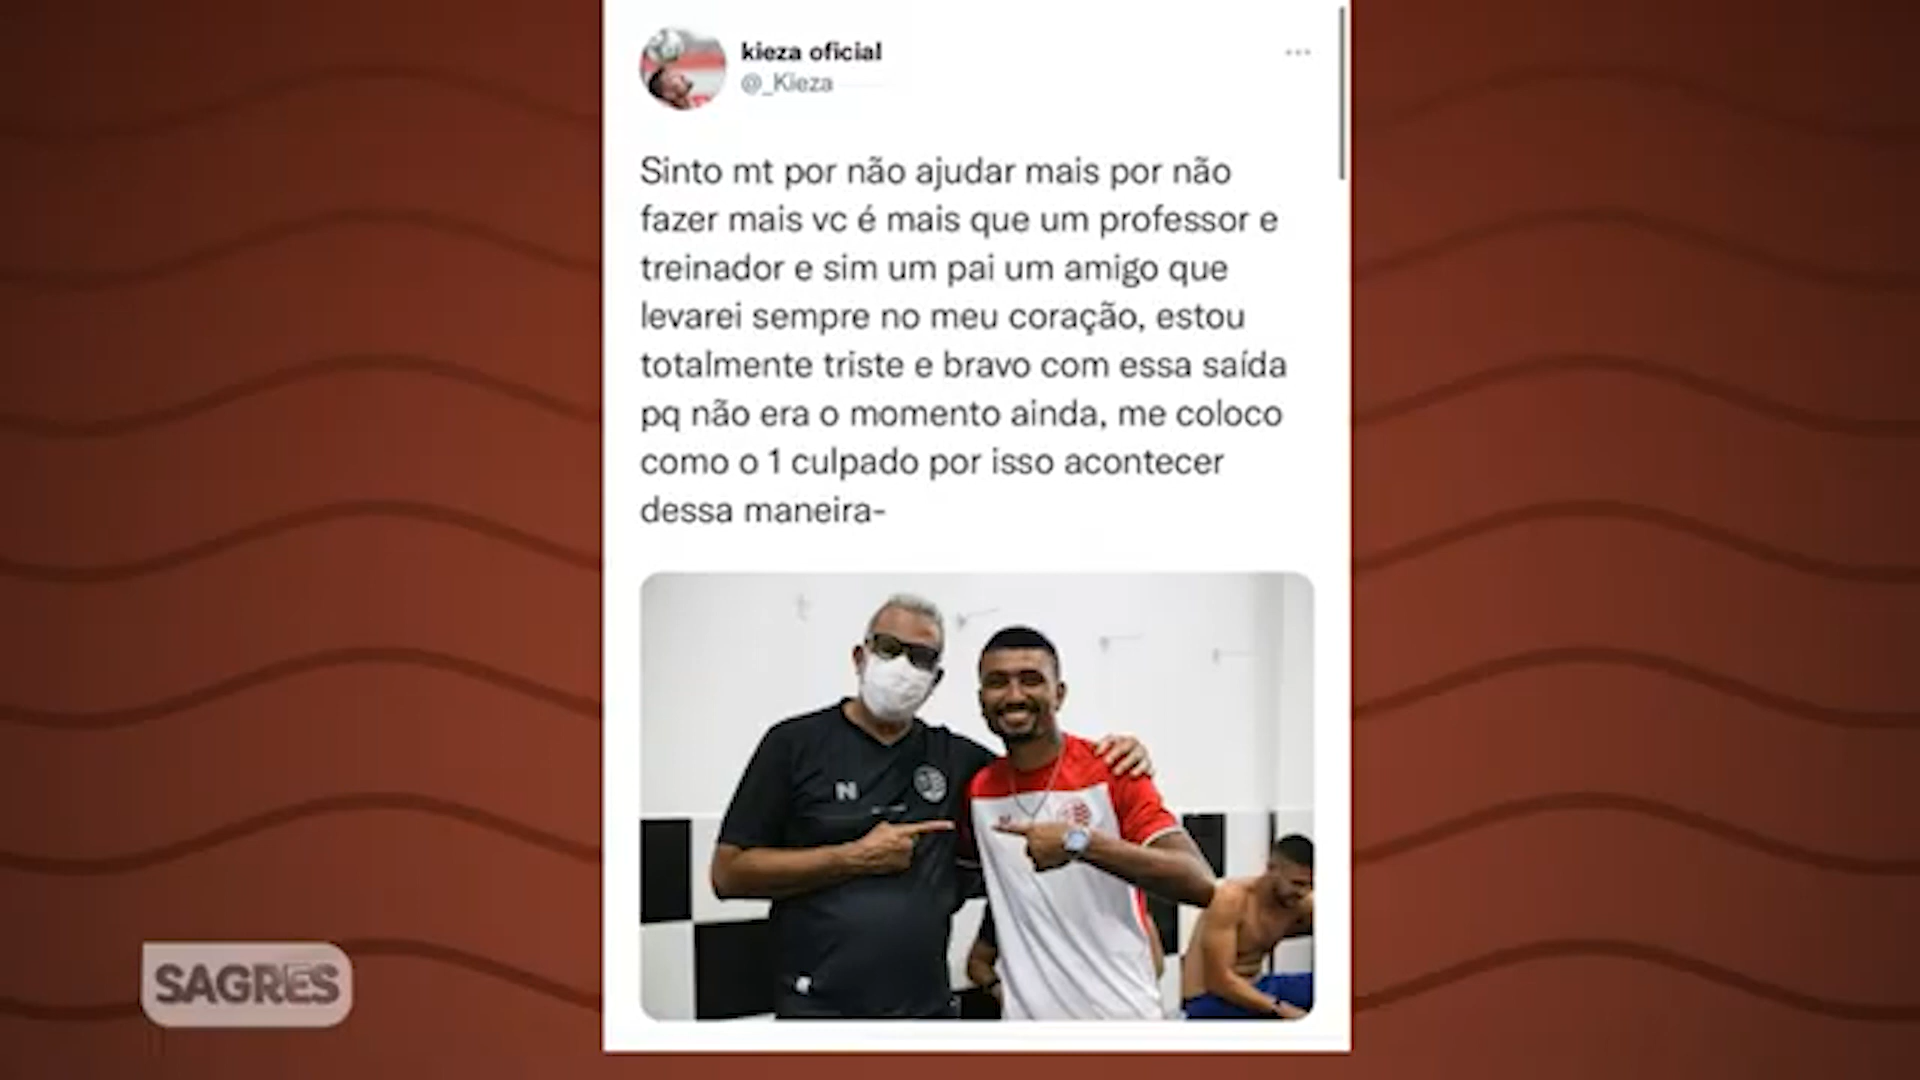 kieza oficial
@_Kieza
Sinto mt por não ajudar mais por não
fazer mais vc é mais que um professor e
treinador e sim um pai um amigo que
levarei sempre no meu coração, estou
totalmente triste e bravo com essa saída
pq não era o momento ainda, me coloco
como o 1 culpado por isso acontecer
dessa maneira-
N
SAGRES